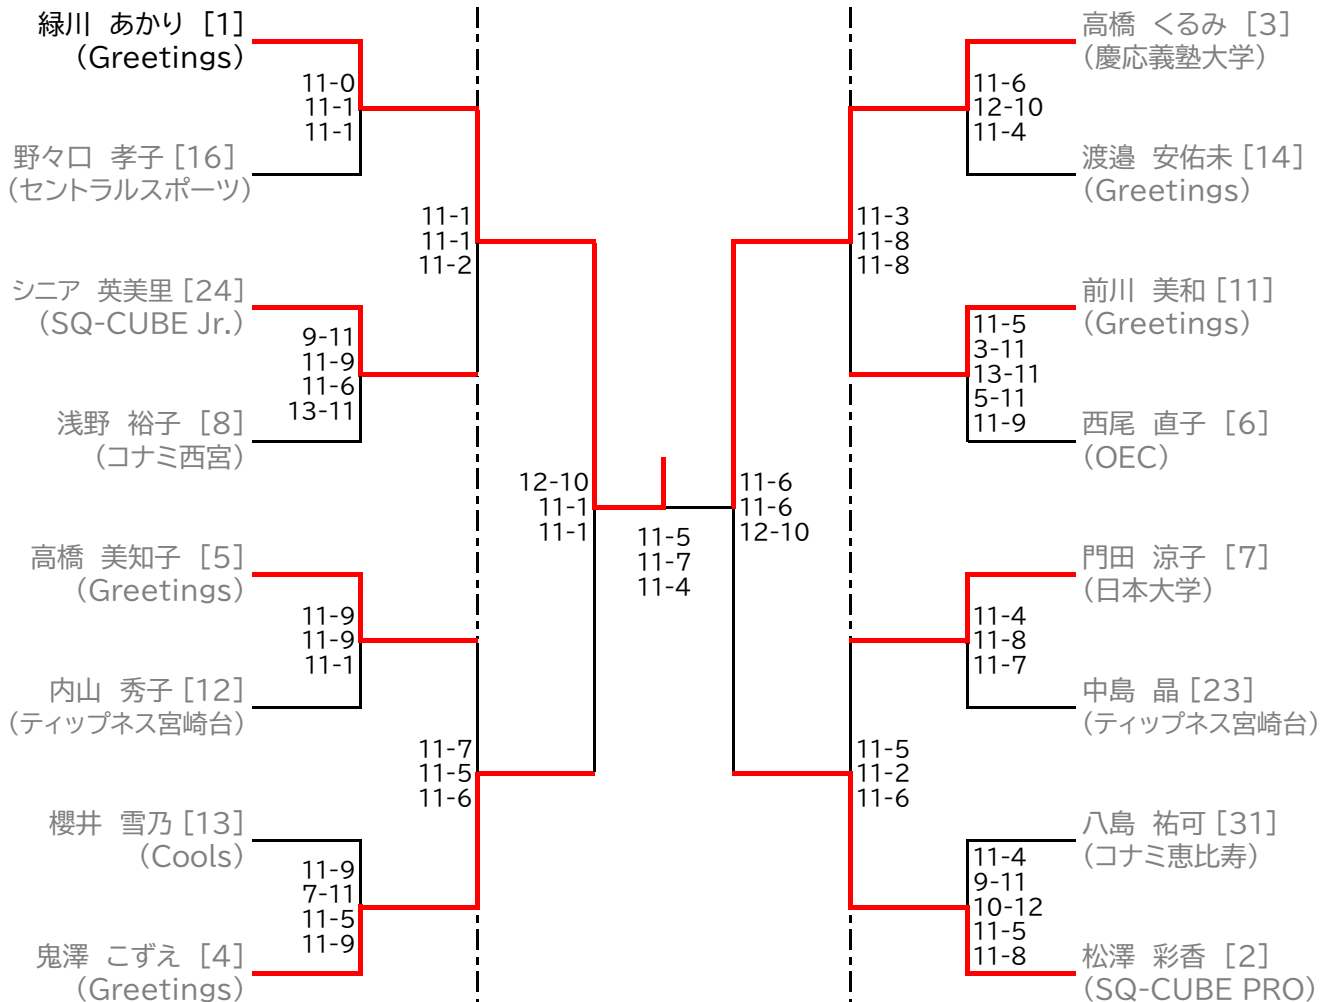 緑川 あかり [1]
(Greetings)
11-0
11-1
11-1
野々口 孝子 [16]
(セントラルスポーツ)
11-1
11-1
11-2
シニア 英美里 [24]
(SQ-CUBE Jr.)
9-11
11-9
11-6
13-11
浅野 裕子 [8]
(コナミ西宮)
12-10
11-1
11-1
高橋 美知子 [5]
(Greetings)
11-9
11-9
11-1
内山 秀子 [12]
(ティップネス宮崎台)
11-7
11-5
11-6
櫻井 雪乃 [13]
(Cools)
11-9
7-11
11-5
11-9
鬼澤 こずえ [4]
(Greetings)
11-5
11-7
11-4
高橋 くるみ [3]
(慶応義塾大学)
11-6
12-10
11-4
渡邉 安佑未 [14]
(Greetings)
11-3
11-8
11-8
前川 美和 [11]
(Greetings)
11-5
3-11
13-11
5-11
11-9
西尾 直子 [6]
(OEC)
11-6
11-6
12-10
門田 涼子 [7]
(日本大学)
11-4
11-8
11-7
中島 晶 [23]
(ティップネス宮崎台)
11-5
11-2
11-6
八島 祐可 [31]
(コナミ恵比寿)
11-4
9-11
10-12
11-5
11-8
松澤 彩香 [2]
(SQ-CUBE PRO)